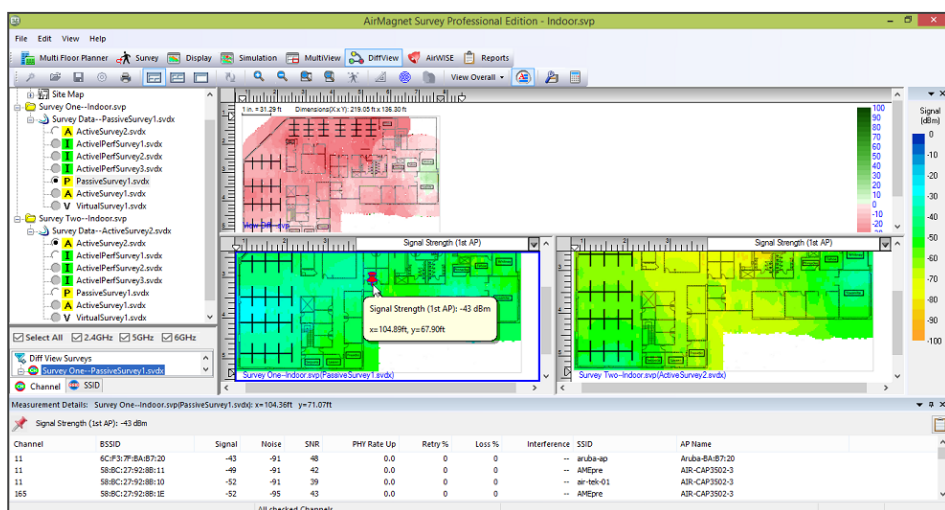 AirMagnet Survey Professional Edition - Indoor.svp
File Edit View Help
Multi Floor Planner Survey Display Simulation MultiView DiffView AirWISE Reports
View Overall
Site Map
Survey One--Indoor.svp
Survey Data--PassiveSurvey1.svdx
A ActiveSurvey2.svdx
I ActiveIPerfSurvey1.svdx
I ActiveIPerfSurvey2.svdx
I ActiveIPerfSurvey3.svdx
P PassiveSurvey1.svdx
A ActiveSurvey1.svdx
V VirtualSurvey1.svdx
Survey Two--Indoor.svp
Survey Data--ActiveSurvey2.svdx
A ActiveSurvey2.svdx
I ActiveIPerfSurvey1.svdx
I ActiveIPerfSurvey2.svdx
I ActiveIPerfSurvey3.svdx
P PassiveSurvey1.svdx
A ActiveSurvey1.svdx
V VirtualSurvey1.svdx
Select All 2.4GHz 5GHz 6GHz
Diff View Surveys
Survey One--PassiveSurvey1.svdx
Channel SSID
1 in. = 31.29 ft Dimensions(X x Y): 219.05 ft x 136.30 ft
100
90
80
70
60
50
40
30
20
10
0
-10
-20
Signal
(dBm)
0
-10
-20
-30
-40
-50
-60
-70
-80
-90
-100
Signal Strength (1st AP)
Signal Strength (1st AP): -43 dBm
x=104.89ft, y=67.90ft
Survey One--Indoor.svp(PassiveSurvey1.svdx)
Signal Strength (1st AP)
Survey Two--Indoor.svp(ActiveSurvey2.svdx)
Measurement Details: Survey One--Indoor.svp(PassiveSurvey1.svdx): x=104.36ft y=71.07ft
Signal Strength (1st AP): -43 dBm
Channel BSSID Signal Noise SNR PHY Rate Up Retry % Loss % Interference SSID AP Name
11 6C:F3:7F:BA:B7:20 -43 -91 48 0.0 0 0 -- aruba-ap Aruba-BA:B7:20
11 58:BC:27:92:8B:11 -49 -91 42 0.0 0 0 -- AMEpre AIR-CAP3502-3
11 58:BC:27:92:8B:10 -52 -91 39 0.0 0 0 -- air-tek-01 AIR-CAP3502-3
165 58:BC:27:92:8B:1E -52 -95 43 0.0 0 0 -- AMEpre AIR-CAP3502-3
All checked Channels